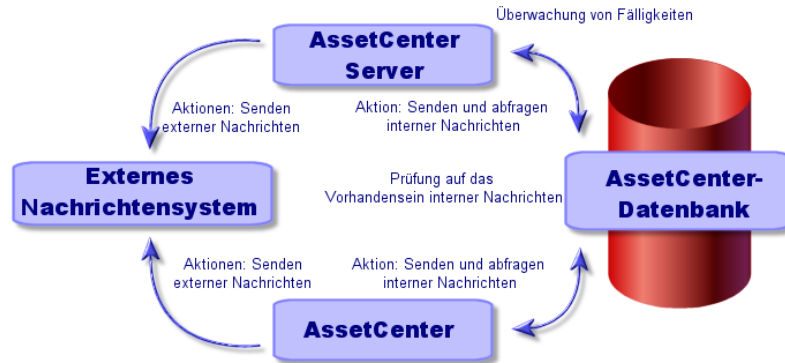 Überwachung von Fälligkeiten
AssetCenter
Server
Aktionen: Senden
externer Nachrichten
Aktion: Senden und abfragen
interner Nachrichten
Externes
Nachrichtensystem
Prüfung auf das
Vorhandensein interner Nachrichten
AssetCenter-
Datenbank
Aktionen: Senden
externer Nachrichten
Aktion: Senden und abfragen
interner Nachrichten
AssetCenter